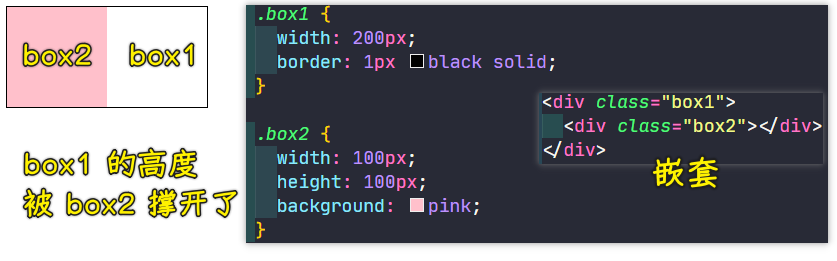 box2 box1
box1 的高度
被 box2 撑开了
.box1 {
width: 200px;
border: 1px black solid;
}
.box2 {
width: 100px;
height: 100px;
background: pink;
}
<div class="box1">
<div class="box2"></div>
</div>
嵌套